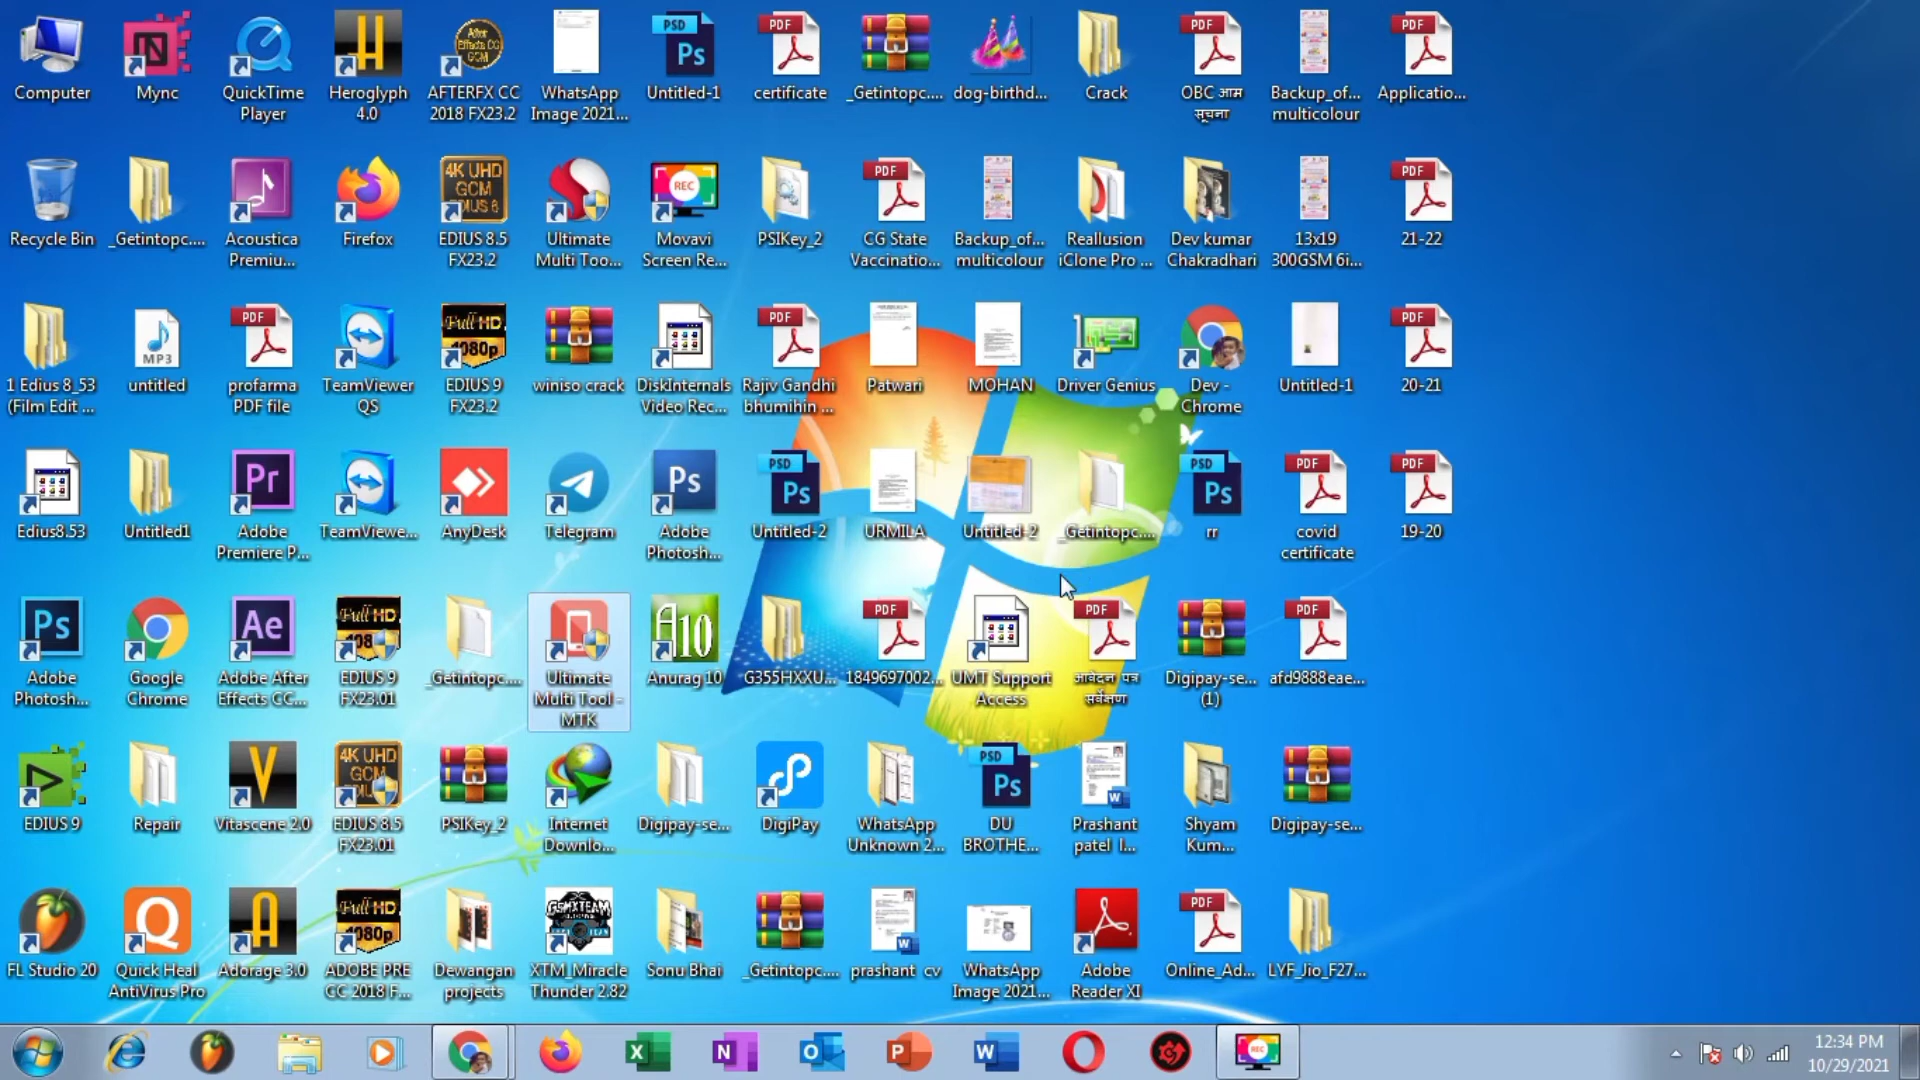 Computer
Mync
QuickTime
Player
Heroglyph
4.0
AFTERFX CC
2018 FX23.2
WhatsApp
Image 2021...
Untitled-1
certificate
_Getintopc....
dog-birthd...
Crack
OBC आम
सूचना
Backup_of...
multicolour
Applicatio...
Recycle Bin
_Getintopc....
Acoustica
Premiu...
Firefox
EDIUS 8.5
FX23.2
Ultimate
Multi Too...
Movavi
Screen Re...
PSIKey_2
CG State
Vaccinatio...
Backup_of...
multicolour
Reallusion
iClone Pro ...
Dev kumar
Chakradhari
13x19
300GSM 6i...
21-22
1 Edius 8_53
(Film Edit ...
untitled
profarma
PDF file
TeamViewer
QS
EDIUS 9
FX23.2
winiso crack
DiskInternals
Video Rec...
Rajiv Gandhi
bhumihin ...
Patwari
MOHAN
Driver Genius
Dev -
Chrome
Untitled-1
20-21
Edius8.53
Untitled1
Adobe
Premiere P...
TeamViewe...
AnyDesk
Telegram
Adobe
Photosh...
Untitled-2
URMILA
Untitled-2
_Getintopc....
rr
covid
certificate
19-20
Adobe
Photosh...
Google
Chrome
Adobe After
Effects CC...
EDIUS 9
FX23.01
_Getintopc....
Ultimate
Multi Tool -
MTK
Anurag 10
G355HXXU...
1849697002...
UMT Support
Access
आवेदन पत्र
सर्वेक्षण
Digipay-se...
(1)
afd9888eae...
EDIUS 9
Repair
Vitascene 2.0
EDIUS 8.5
FX23.01
PSIKey_2
Internet
Downlo...
Digipay-se...
DigiPay
WhatsApp
Unknown 2...
DU
BROTHE...
Prashant
patel I...
Shyam
Kum...
Digipay-se...
FL Studio 20
Quick Heal
AntiVirus Pro
Adorage 3.0
ADOBE PRE
CC 2018 F...
Dewangan
projects
XTM_Miracle
Thunder 2.82
Sonu Bhai
_Getintopc....
prashant cv
WhatsApp
Image 2021...
Adobe
Reader XI
Online_Ad...
LYF_Jio_F27...
12:34 PM
10/29/2021